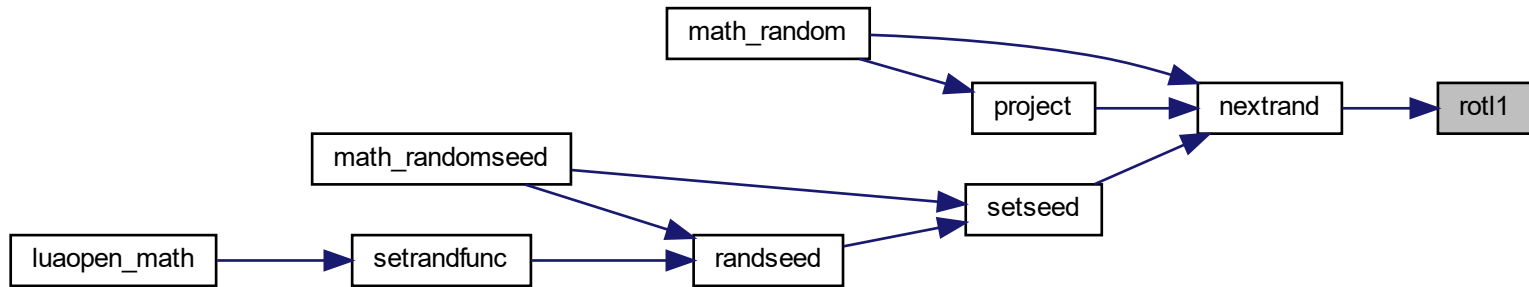 math_random
project
nextrand
rotl1
math_randomseed
setseed
luaopen_math
setrandfunc
randseed